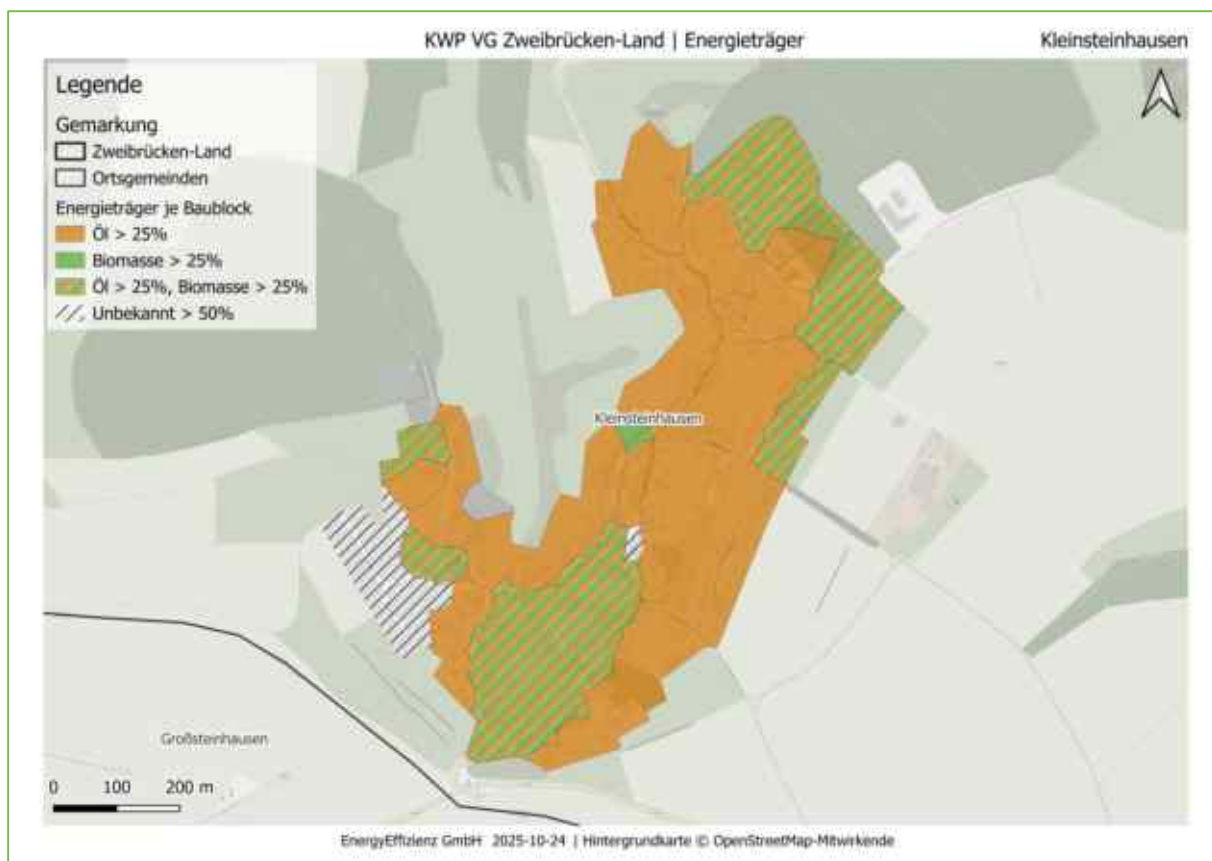 KWP VG Zweibrücken-Land | Energieträger
Kleinsteinhausen
Legende
Gemarkung
Zweibrücken-Land
Ortsgemeinden
Energieträger je Baublock
Öl > 25%
Biomasse > 25%
Öl > 25%, Biomasse > 25%
Unbekannt > 50%
Kleinsteinhausen
Großsteinhausen
0 100 200 m
EnergyEffizienz GmbH 2025-10-24 | Hintergrundkarte © OpenStreetMap-Mitwirkende